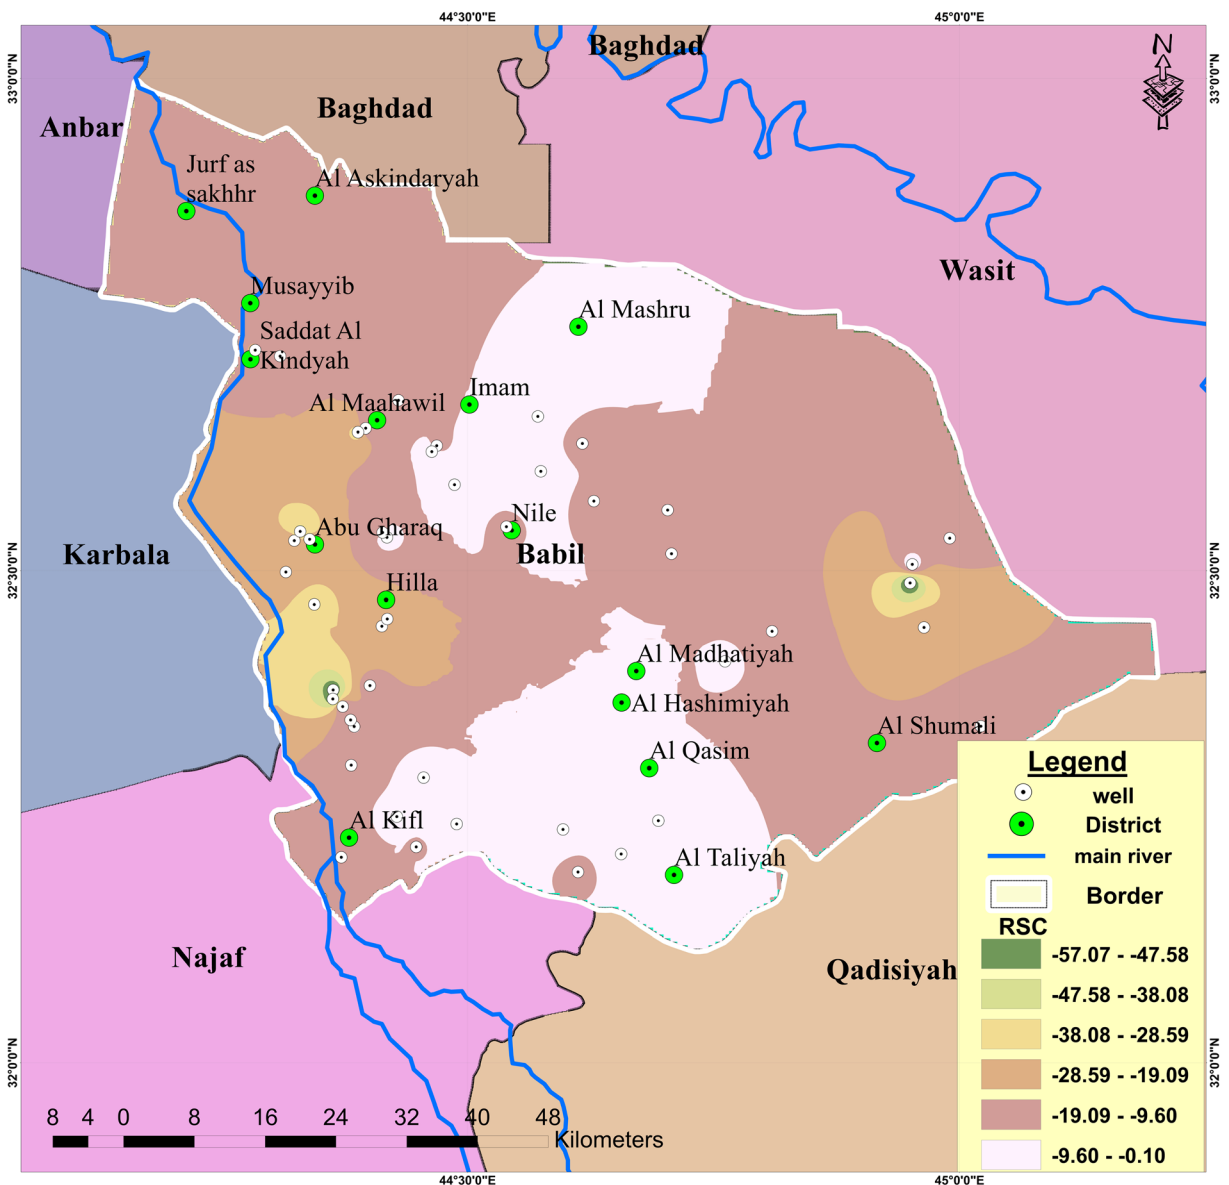 44°30'0"E
45°0'0"E
33°0'0"N
33°0'0"N
N
Baghdad
Baghdad
Anbar
Jurf as
sakhhr
Al Askindaryah
Wasit
Musayyib
Al Mashru
Saddat Al
Kindyah
Imam
Al Maahawil
Nile
Abu Gharaq
Karbala
Babil
32°30'0"N
32°30'0"N
Hilla
Al Madhatiyah
Al Hashimiyah
Al Shumali
Al Qasim
Al Kifl
Al Taliyah
Najaf
Qadisiyah
Legend
well
District
main river
Border
RSC
-57.07 - -47.58
-47.58 - -38.08
-38.08 - -28.59
-28.59 - -19.09
-19.09 - -9.60
-9.60 - -0.10
32°0'0"N
32°0'0"N
8 4 0 8 16 24 32 40 48
Kilometers
44°30'0"E
45°0'0"E